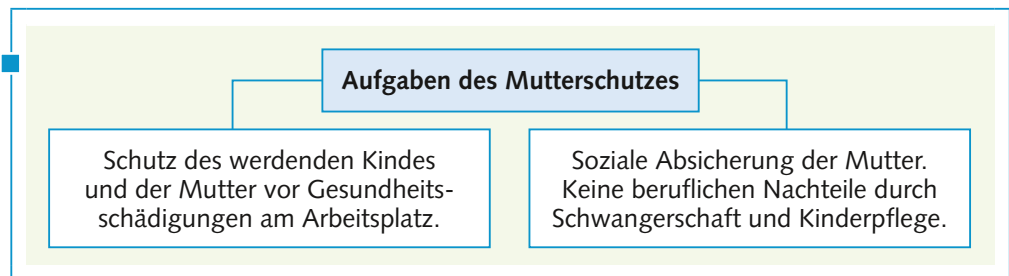 Aufgaben des Mutterschutzes
Schutz des werdenden Kindes
und der Mutter vor Gesundheits-
schädigungen am Arbeitsplatz.
Soziale Absicherung der Mutter.
Keine beruflichen Nachteile durch
Schwangerschaft und Kinderpflege.